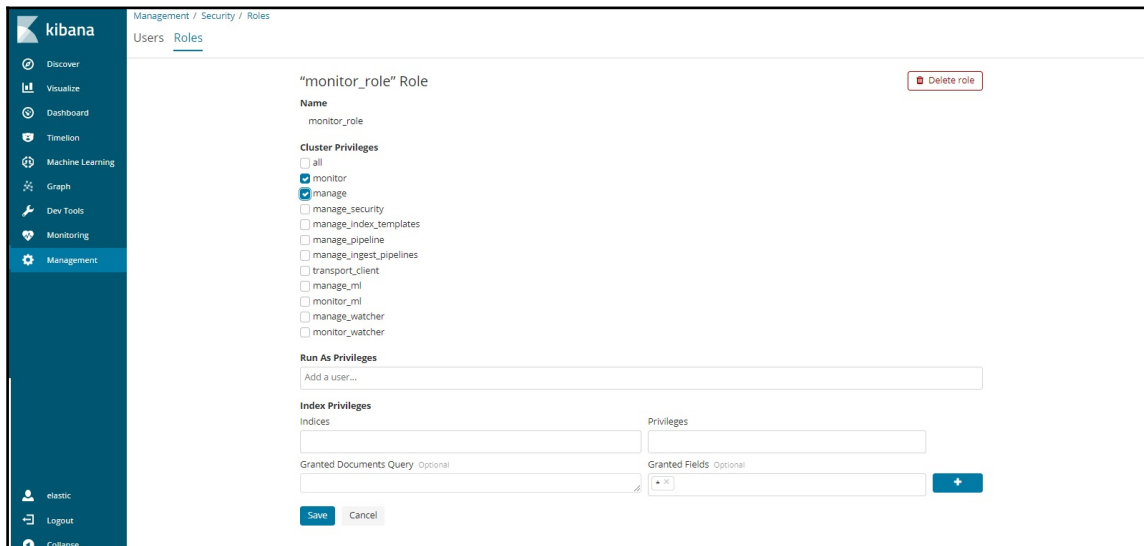 kibana
Discover
Visualize
Dashboard
Timelion
Machine Learning
Graph
Dev Tools
Monitoring
Management
elastic
Logout
Collapse
Management / Security / Roles
Users Roles
“monitor_role” Role
Delete role
Name
monitor_role
Cluster Privileges
all
monitor
manage
manage_security
manage_index_templates
manage_pipeline
manage_ingest_pipelines
transport_client
manage_ml
monitor_ml
manage_watcher
monitor_watcher
Run As Privileges
Add a user...
Index Privileges
Indices Privileges
Granted Documents Query Optional Granted Fields Optional
* ×
+
Save Cancel